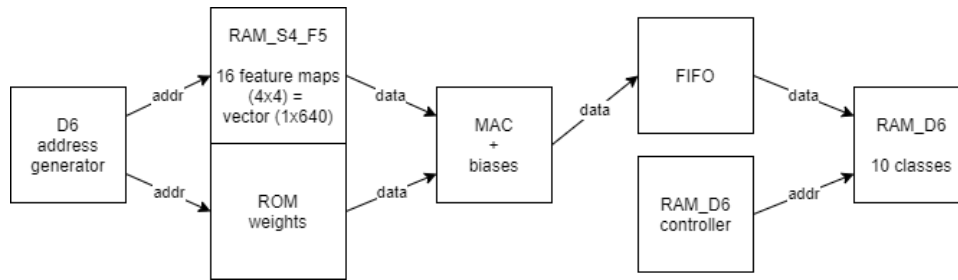 D6
address
generator
addr
addr
RAM_S4_F5
16 feature maps
(4x4) =
vector (1x640)
ROM
weights
data
data
MAC
+
biases
data
FIFO
RAM_D6
controller
data
addr
RAM_D6
10 classes